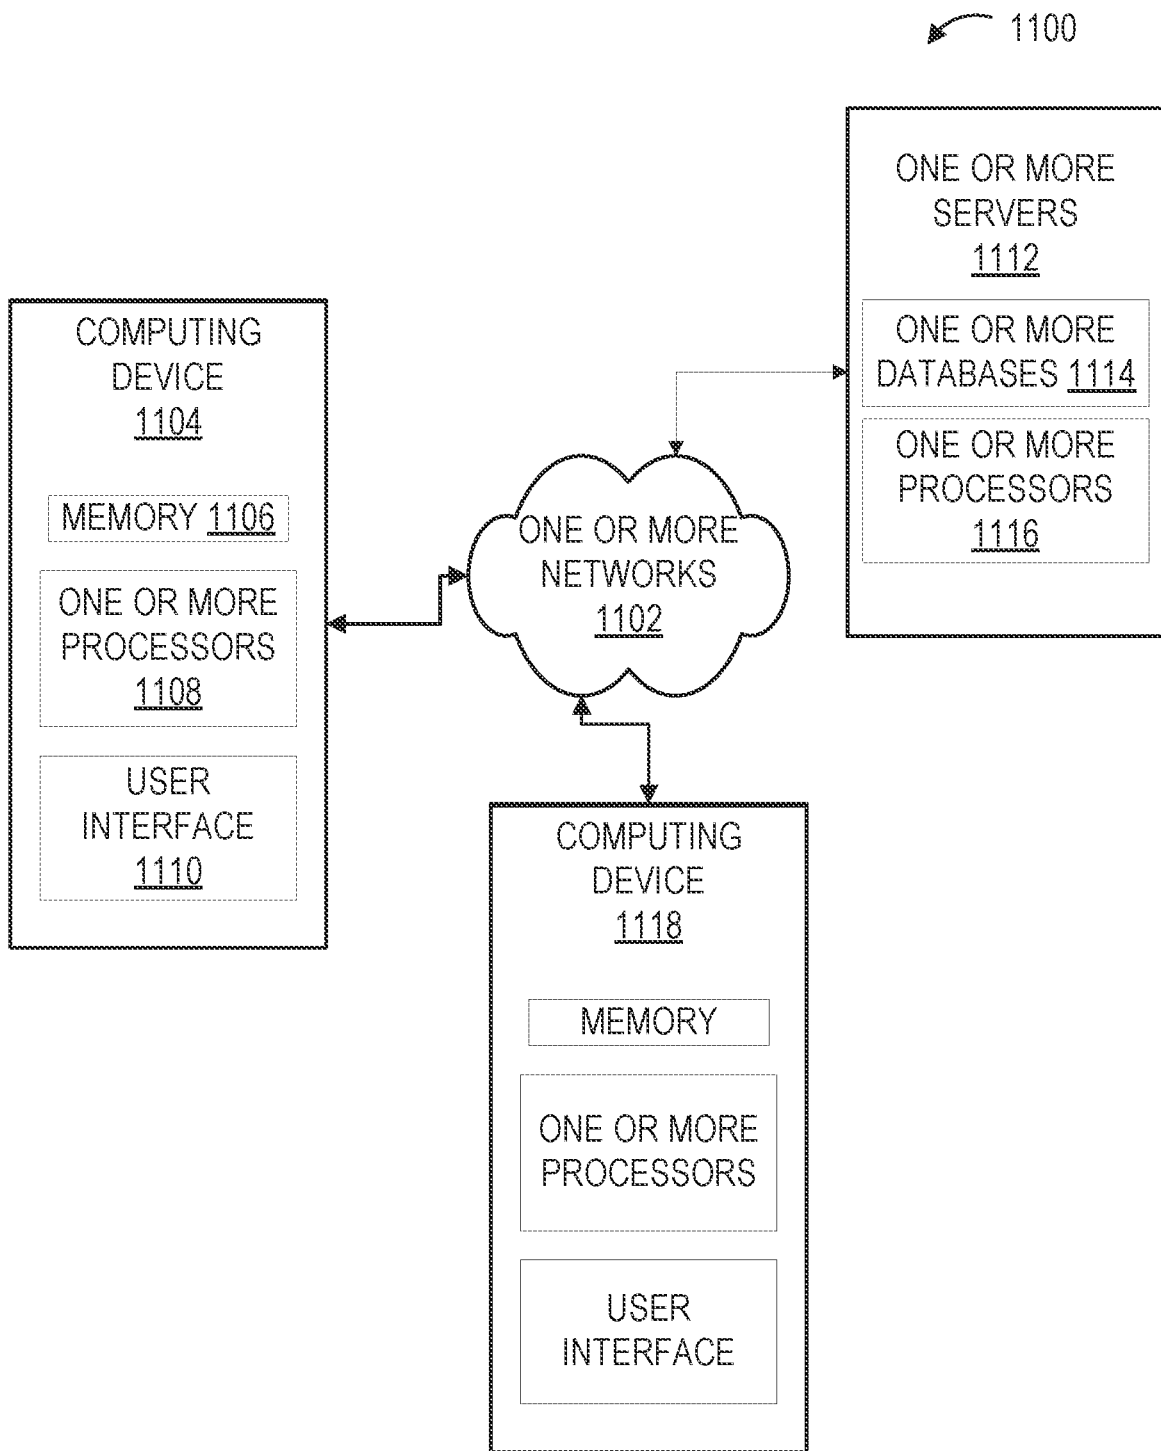 1100
ONE OR MORE
SERVERS
1112
ONE OR MORE
DATABASES 1114
ONE OR MORE
PROCESSORS
1116
COMPUTING
DEVICE
1104
MEMORY 1106
ONE OR MORE
PROCESSORS
1108
USER
INTERFACE
1110
ONE OR MORE
NETWORKS
1102
COMPUTING
DEVICE
1118
MEMORY
ONE OR MORE
PROCESSORS
USER
INTERFACE